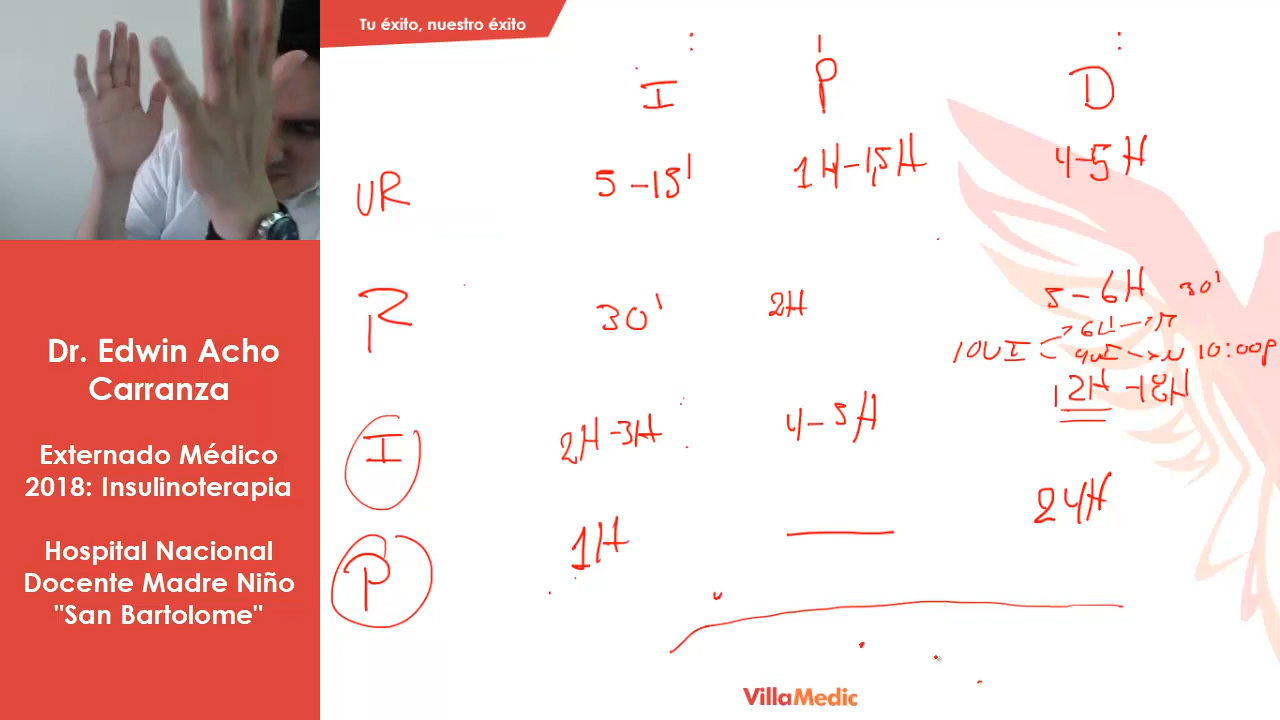 Tu éxito, nuestro éxito
I P D
UR 5-15' 1H-1,5H 4-5H
R 30' 2H 5-6H 30'
10UI 6U
4UI 10:00p
I 2H-3H 4-5H 12H-18H
P 1H — 24H
Dr. Edwin Acho
Carranza
Externado Médico
2018: Insulinoterapia
Hospital Nacional
Docente Madre Niño
"San Bartolome"
VillaMedic